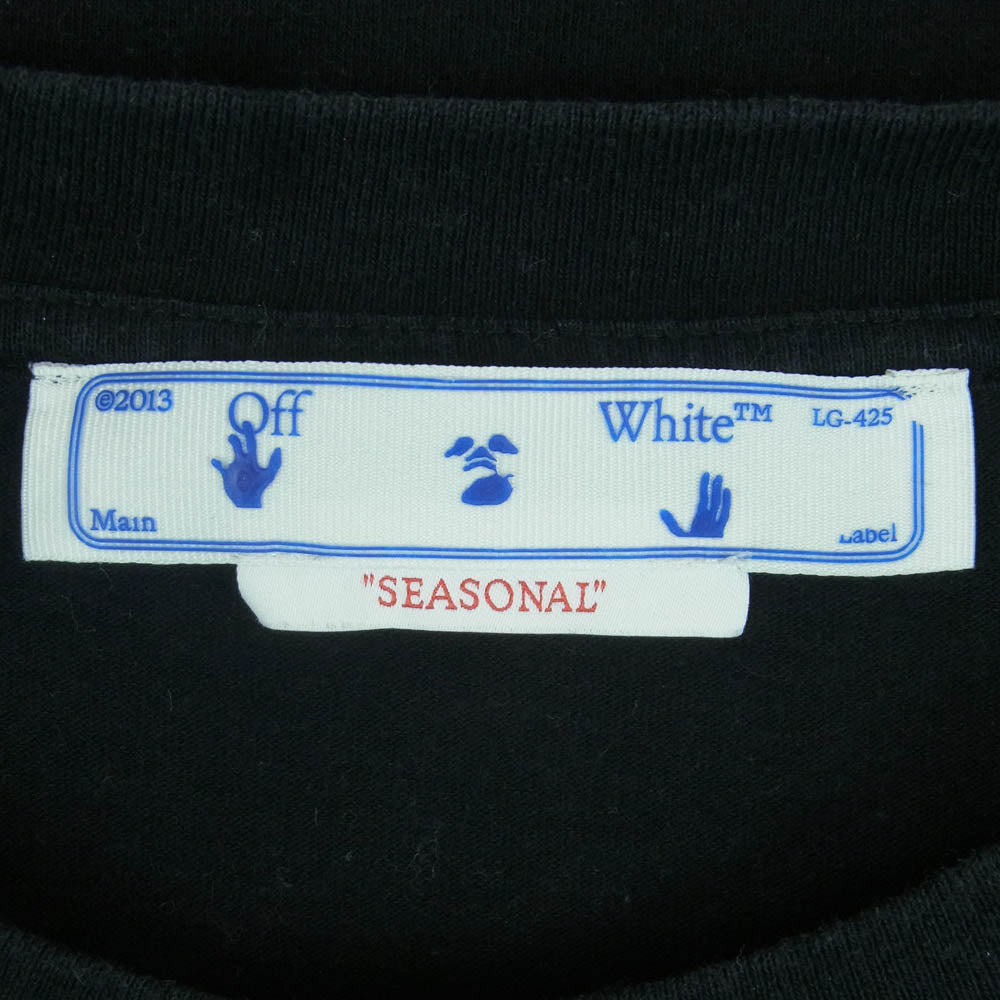 ©2013 Off White™ LG-425
Main Label
"SEASONAL"